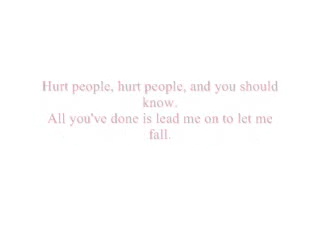 Hurt people, hurt people, and you should
know.
All you've done is lead me on to let me
fall.